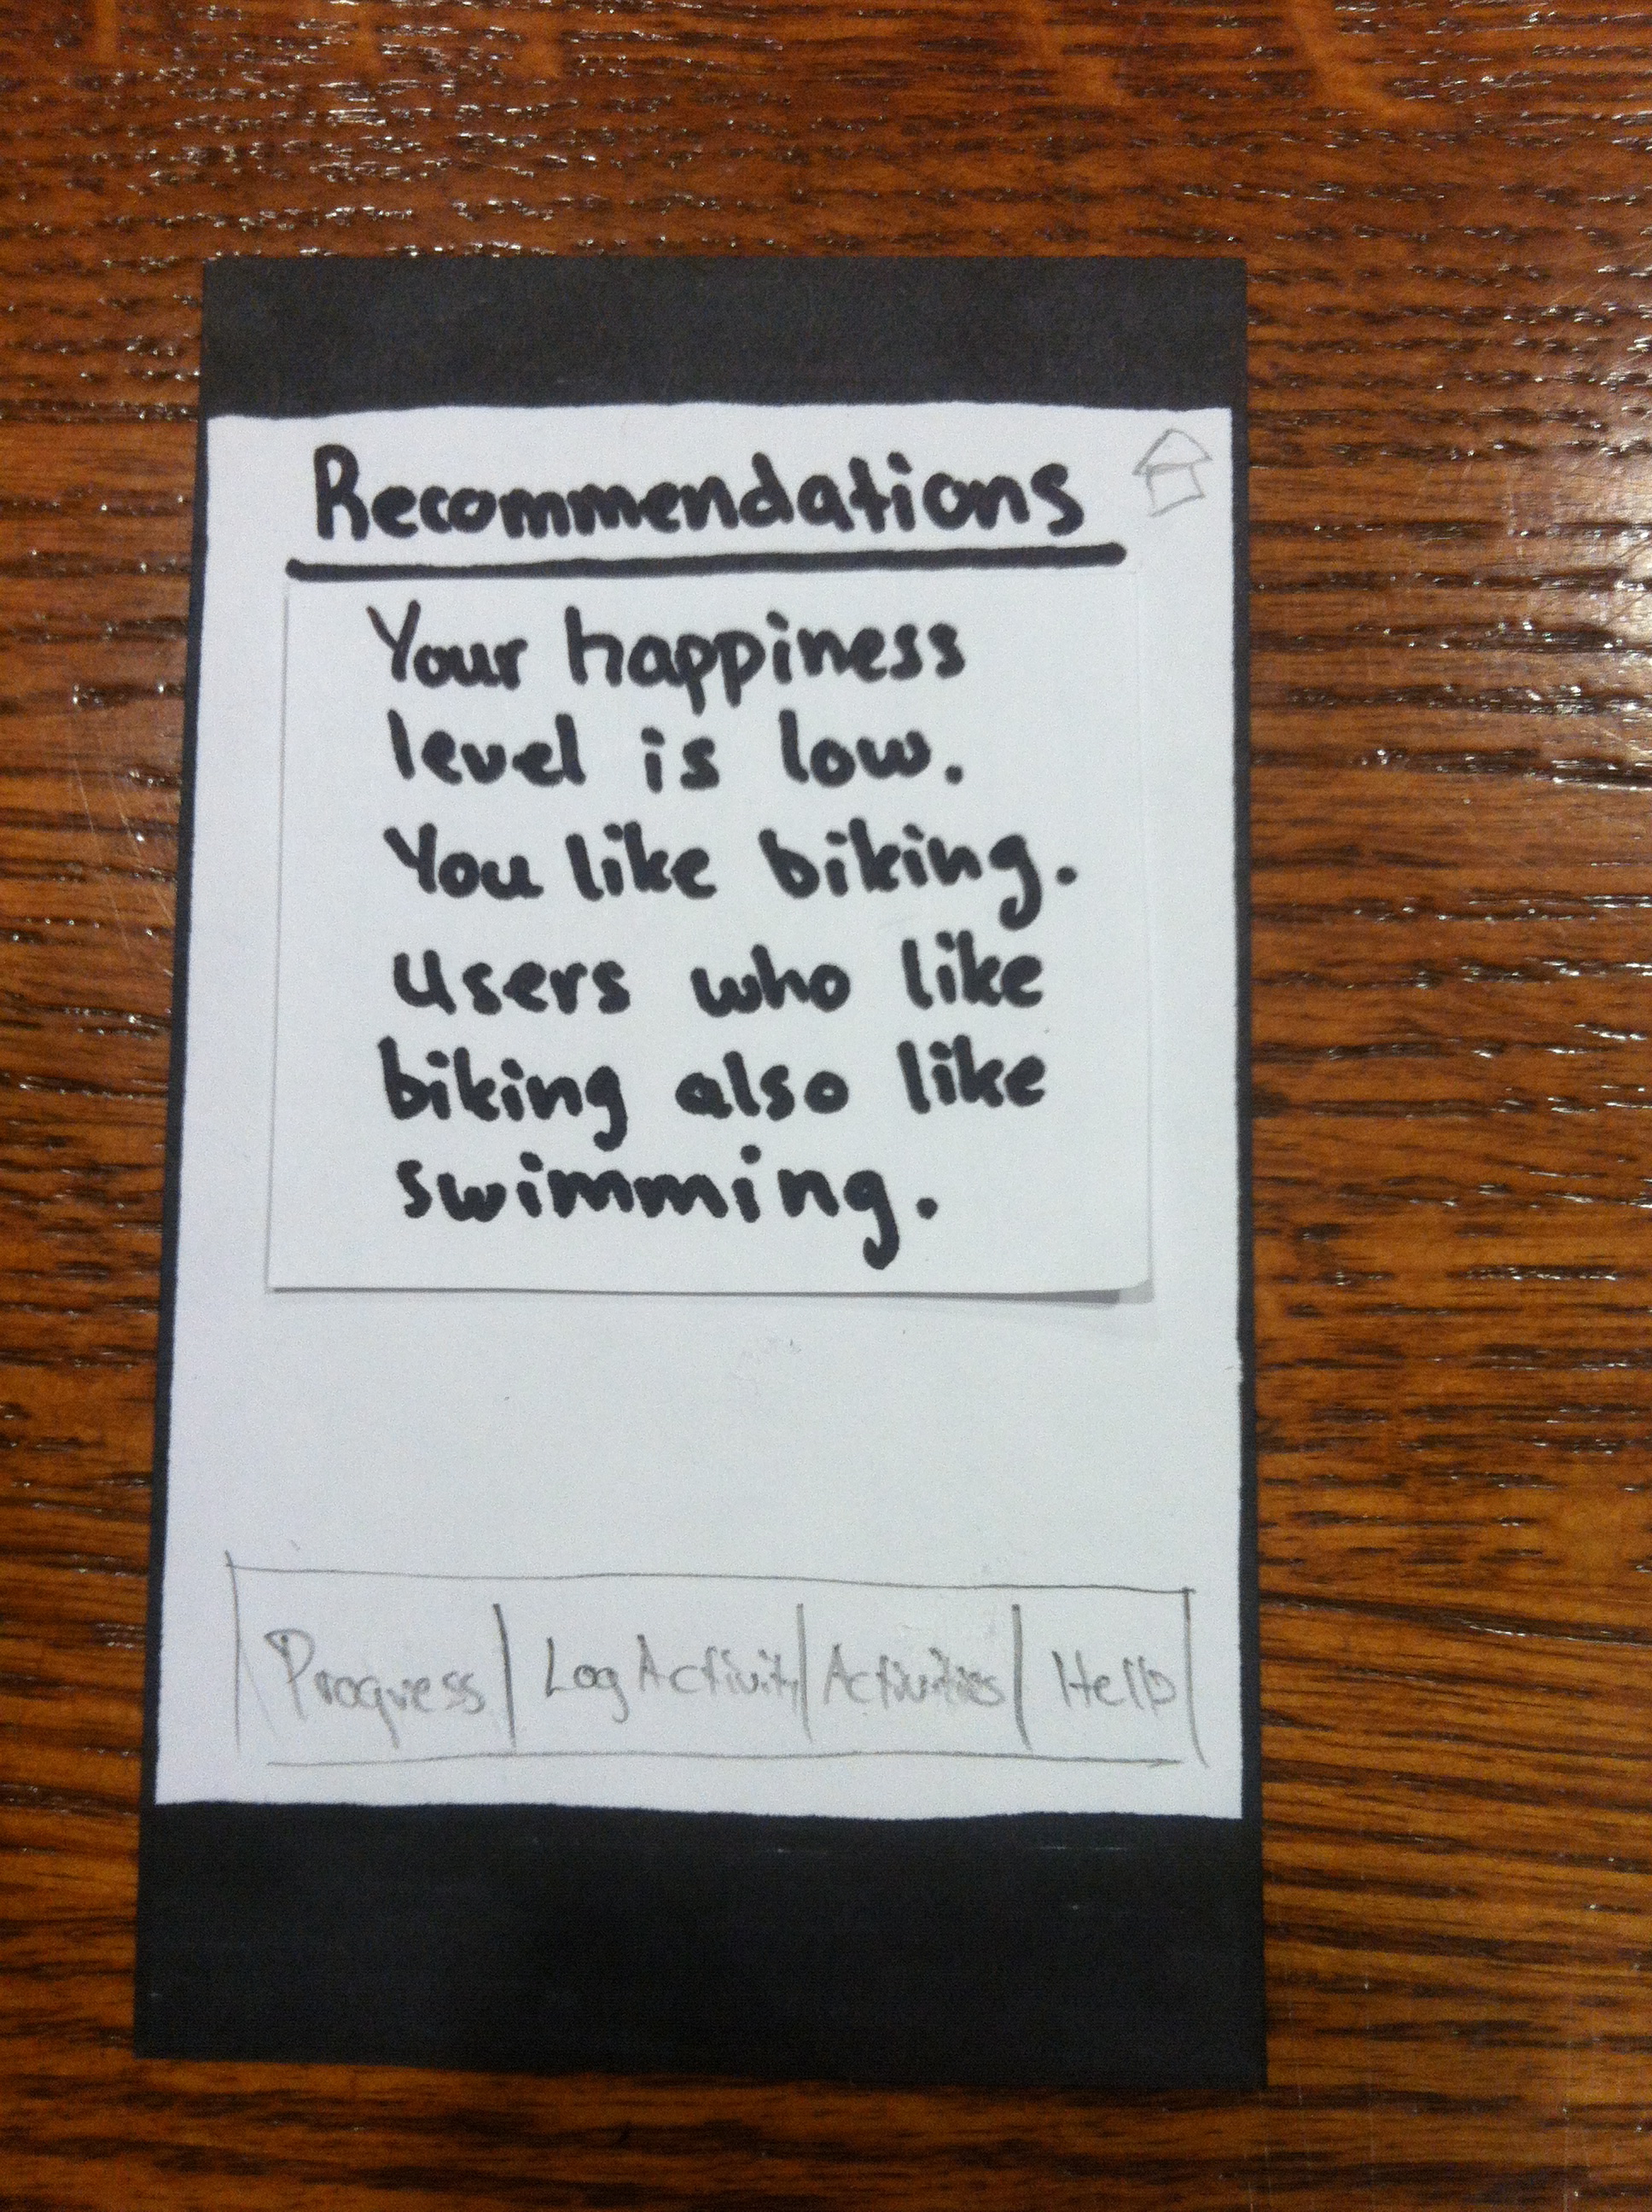 Recommendations
Your happiness
level is low.
You like biking.
Users who like
biking also like
swimming.
Progress Log Activity Activities Help